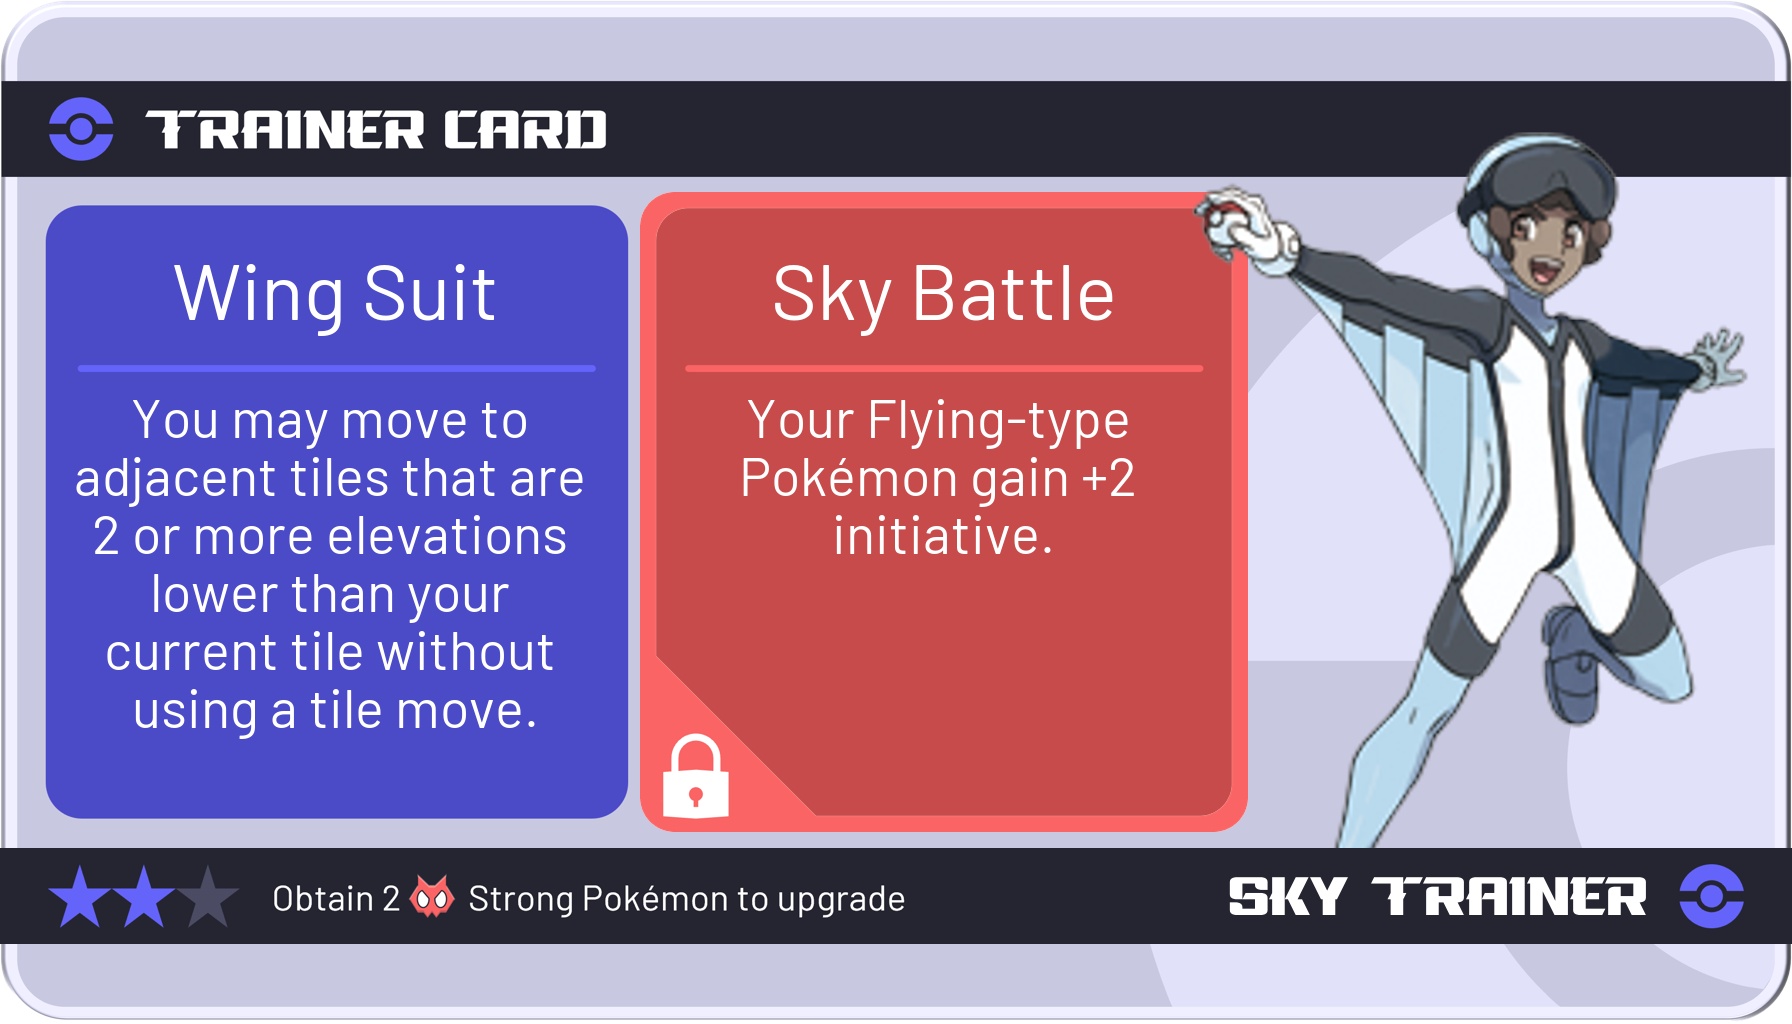 TRAINER CARD
Wing Suit
You may move to
adjacent tiles that are
2 or more elevations
lower than your
current tile without
using a tile move.
Sky Battle
Your Flying-type
Pokémon gain +2
initiative.
Obtain 2 Strong Pokémon to upgrade
SKY TRAINER